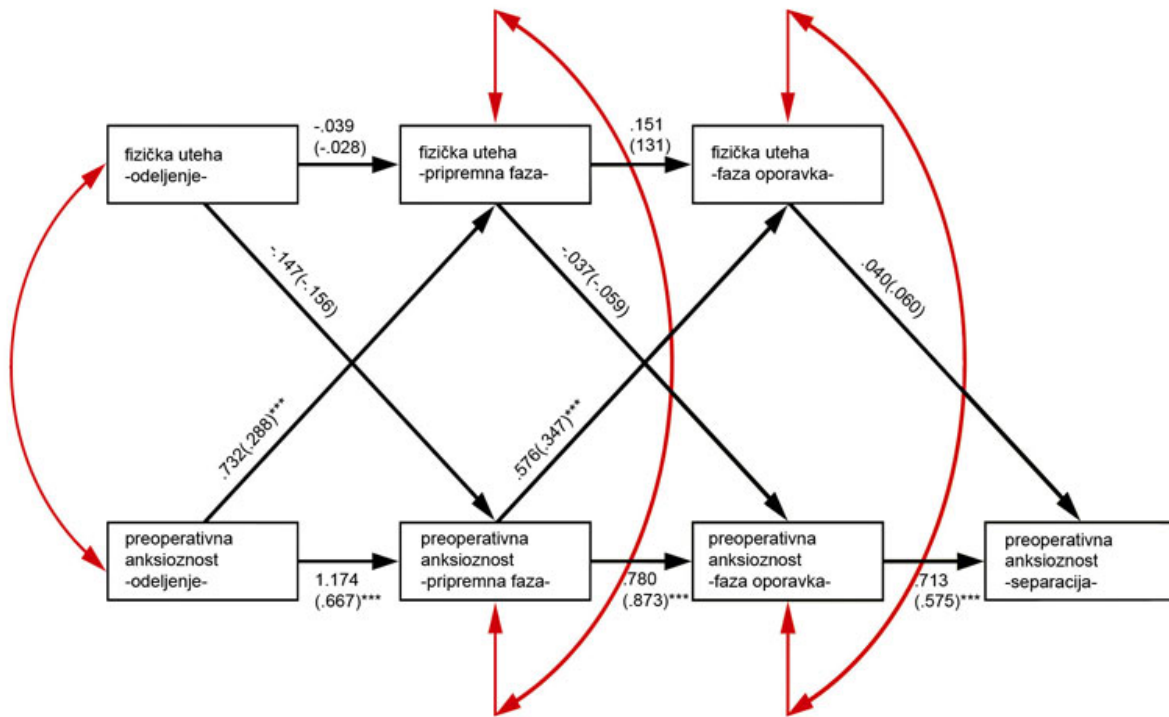 -.039
(-.028)
.151
(131)
fizička uteha
-odeljenje-
fizička uteha
-pripremna faza-
fizička uteha
-faza oporavka-
-.147(-.156)
-.037(-.059)
.040(.060)
.732(.288)***
.576(.347)***
preoperativna
anksioznost
-odeljenje-
preoperativna
anksioznost
-pripremna faza-
preoperativna
anksioznost
-faza oporavka-
preoperativna
anksioznost
-separacija-
1.174
(.667)***
.780
(.873)***
.713
(.575)***